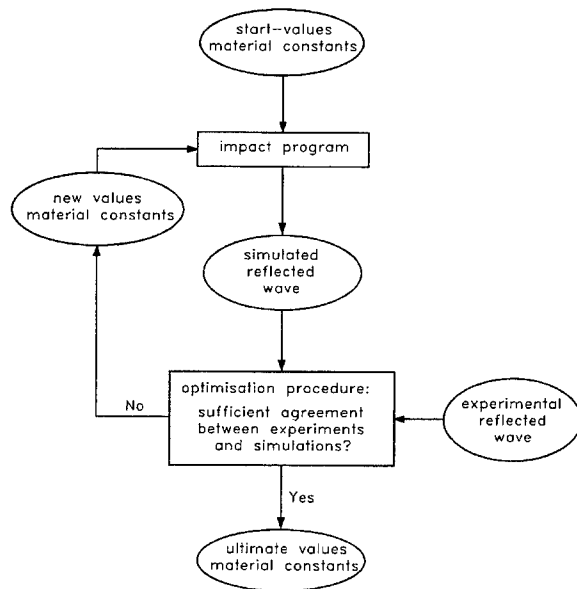 start-values
material constants
impact program
new values
material constants
simulated
reflected
wave
optimisation procedure:
sufficient agreement
between experiments
and simulations?
No
experimental
reflected
wave
Yes
ultimate values
material constants